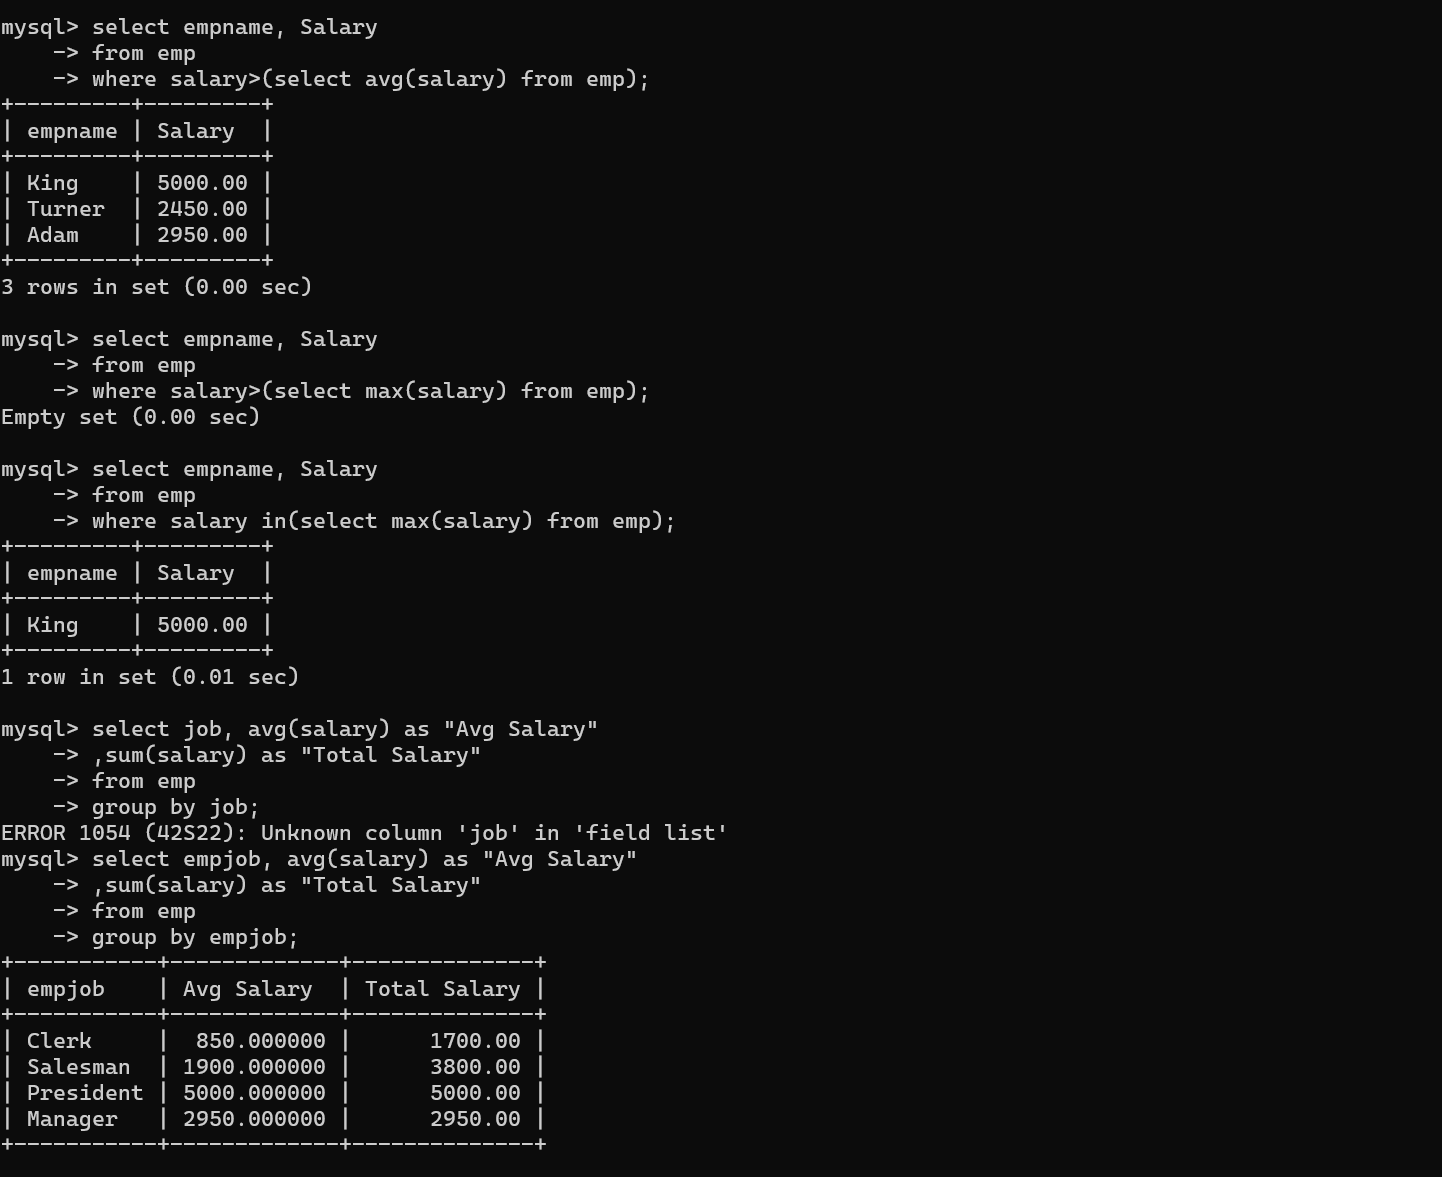 mysql> select empname, Salary
    -> from emp
    -> where salary>(select avg(salary) from emp);
+---------+---------+
| empname | Salary  |
+---------+---------+
| King    | 5000.00 |
| Turner  | 2450.00 |
| Adam    | 2950.00 |
+---------+---------+
3 rows in set (0.00 sec)

mysql> select empname, Salary
    -> from emp
    -> where salary>(select max(salary) from emp);
Empty set (0.00 sec)

mysql> select empname, Salary
    -> from emp
    -> where salary in(select max(salary) from emp);
+---------+---------+
| empname | Salary  |
+---------+---------+
| King    | 5000.00 |
+---------+---------+
1 row in set (0.01 sec)

mysql> select job, avg(salary) as "Avg Salary"
    -> ,sum(salary) as "Total Salary"
    -> from emp
    -> group by job;
ERROR 1054 (42S22): Unknown column 'job' in 'field list'
mysql> select empjob, avg(salary) as "Avg Salary"
    -> ,sum(salary) as "Total Salary"
    -> from emp
    -> group by empjob;
+-----------+-------------+--------------+
| empjob    | Avg Salary  | Total Salary |
+-----------+-------------+--------------+
| Clerk     |  850.000000 |      1700.00 |
| Salesman  | 1900.000000 |      3800.00 |
| President | 5000.000000 |      5000.00 |
| Manager   | 2950.000000 |      2950.00 |
+-----------+-------------+--------------+